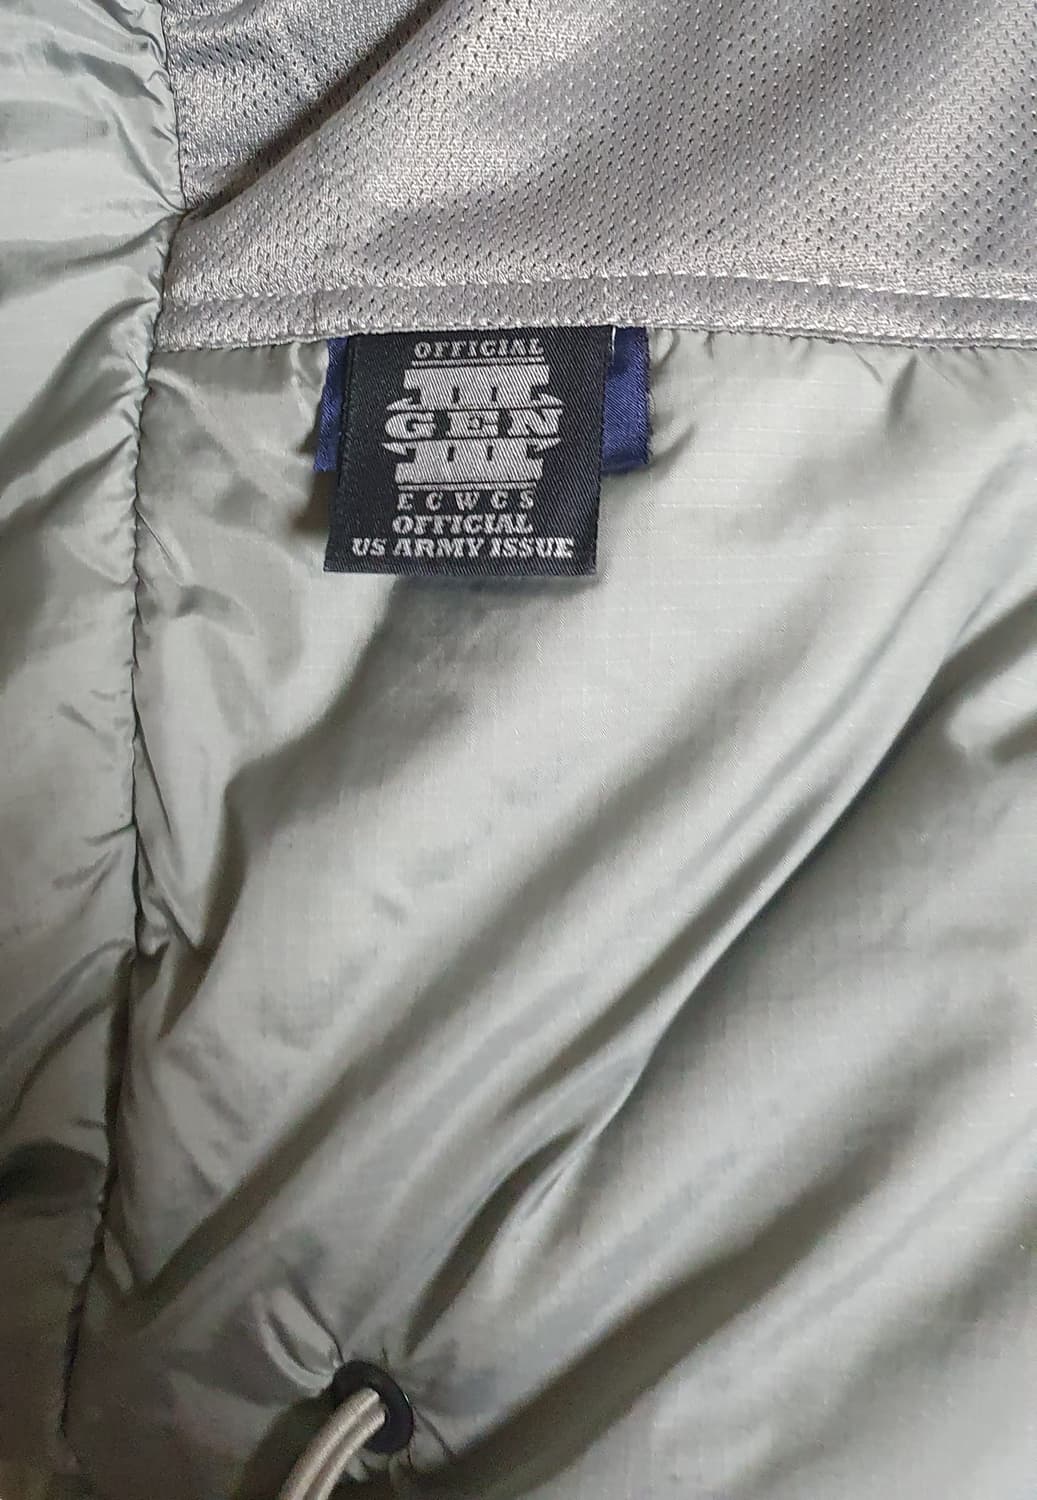 OFFICIAL
III
GEN
III
ECWCS
OFFICIAL
US ARMY ISSUE